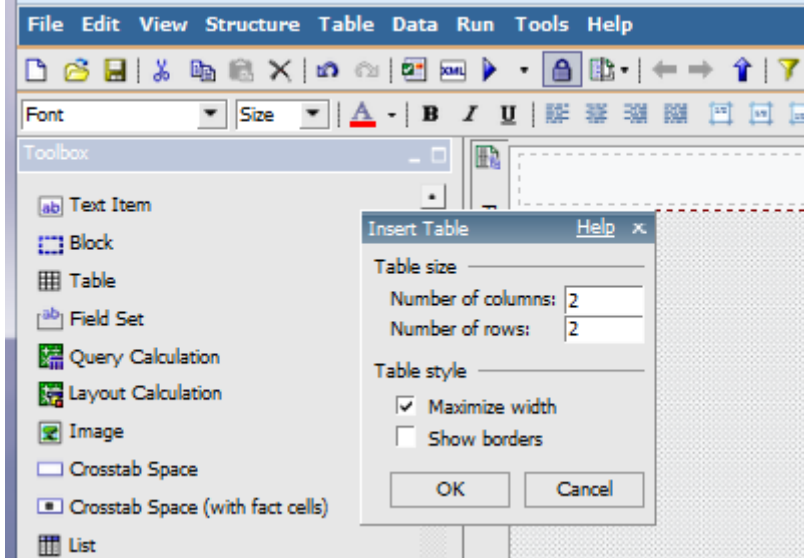 File Edit View Structure Table Data Run Tools Help
Font Size A B I U
Toolbox
ab Text Item
Block
Table
ab Field Set
Query Calculation
Layout Calculation
Image
Crosstab Space
Crosstab Space (with fact cells)
List
Insert Table Help x
Table size
Number of columns: 2
Number of rows: 2
Table style
Maximize width
Show borders
OK Cancel